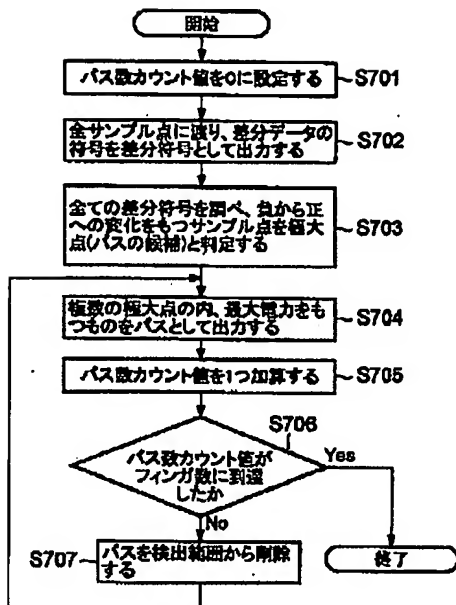 開始
パス数カウント値を0に設定する
S701
全サンプル点に渡り、差分データの
符号を差分符号として出力する
S702
全ての差分符号を調べ、負から正
への変化をもつサンプル点を極大
点(パスの候補)と判定する
S703
複数の極大点の内、最大電力をも
つものをパスとして出力する
S704
パス数カウント値を1つ加算する
S705
S706
パス数カウント値が
フィンガ数に到達
したか
Yes
No
S707
パスを検出範囲から削除
する
終了